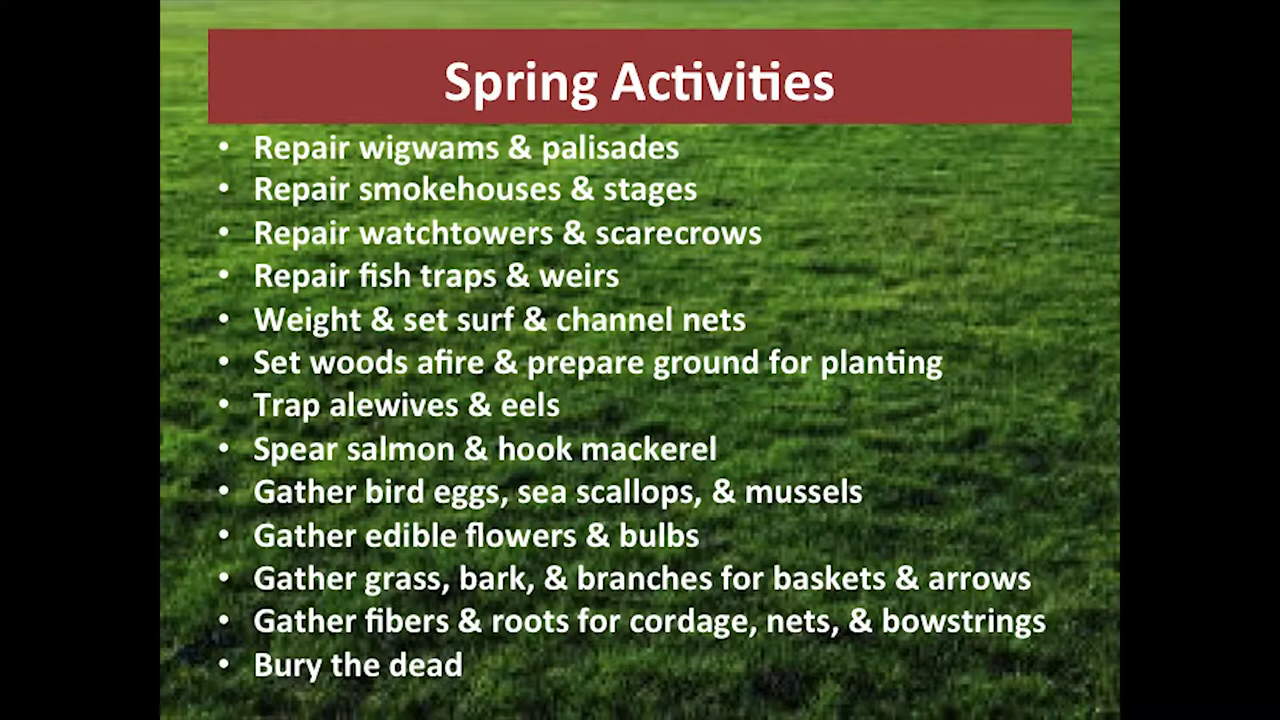 Spring Activities
• Repair wigwams & palisades
• Repair smokehouses & stages
• Repair watchtowers & scarecrows
• Repair fish traps & weirs
• Weight & set surf & channel nets
• Set woods afire & prepare ground for planting
• Trap alewives & eels
• Spear salmon & hook mackerel
• Gather bird eggs, sea scallops, & mussels
• Gather edible flowers & bulbs
• Gather grass, bark, & branches for baskets & arrows
• Gather fibers & roots for cordage, nets, & bowstrings
• Bury the dead